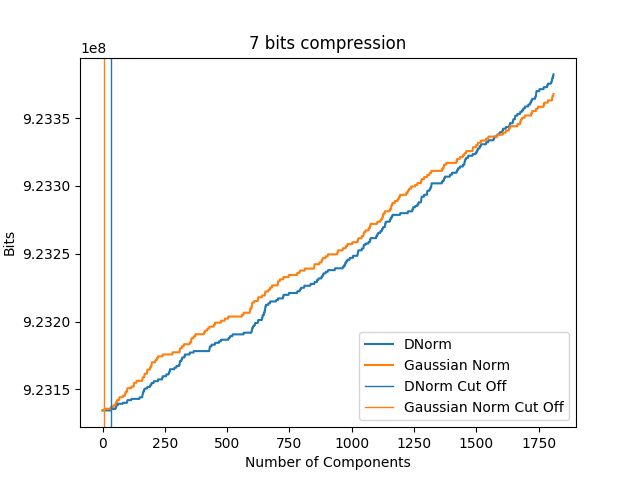 7 bits compression
1e8
9.2335
9.2330
9.2325
9.2320
9.2315
Bits
0 250 500 750 1000 1250 1500 1750
Number of Components
DNorm
Gaussian Norm
DNorm Cut Off
Gaussian Norm Cut Off